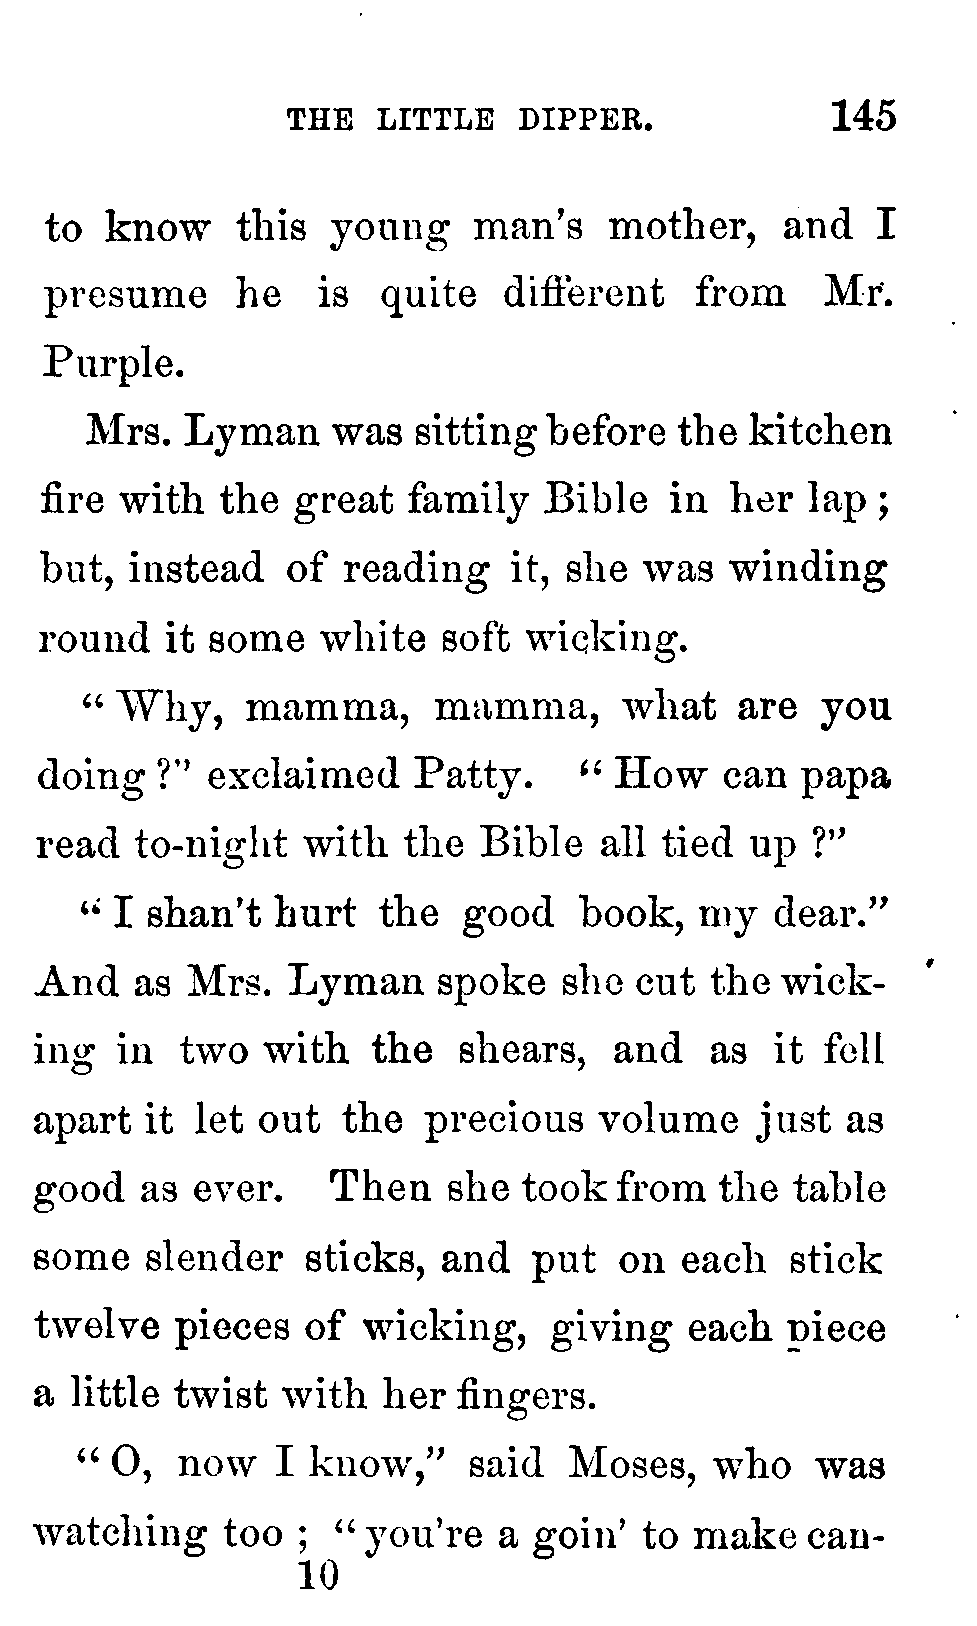 THE LITTLE DIPPER. 145
to know this young man's mother, and I
presume he is quite different from Mr.
Purple.
Mrs. Lyman was sitting before the kitchen
fire with the great family Bible in her lap ;
but, instead of reading it, she was winding
round it some white soft wicking.
" Why, mamma, mamma, what are you
doing ?" exclaimed Patty. " How can papa
read to-night with the Bible all tied up ?"
" I shan't hurt the good book, my dear."
And as Mrs. Lyman spoke she cut the wick-
ing in two with the shears, and as it fell
apart it let out the precious volume just as
good as ever. Then she took from the table
some slender sticks, and put on each stick
twelve pieces of wicking, giving each piece
a little twist with her fingers.
" O, now I know," said Moses, who was
watching too ; " you're a goin' to make can-
10